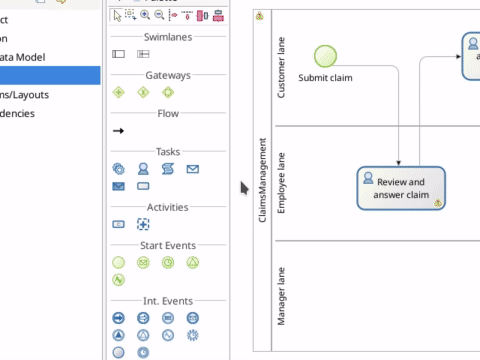 ct
on
ata Model
ms/Layouts
dencies
Swimlanes
Gateways
Flow
Tasks
Activities
Start Events
Int. Events
ClaimsManagement
Customer lane
Submit claim
Employee lane
Review and
answer claim
Manager lane